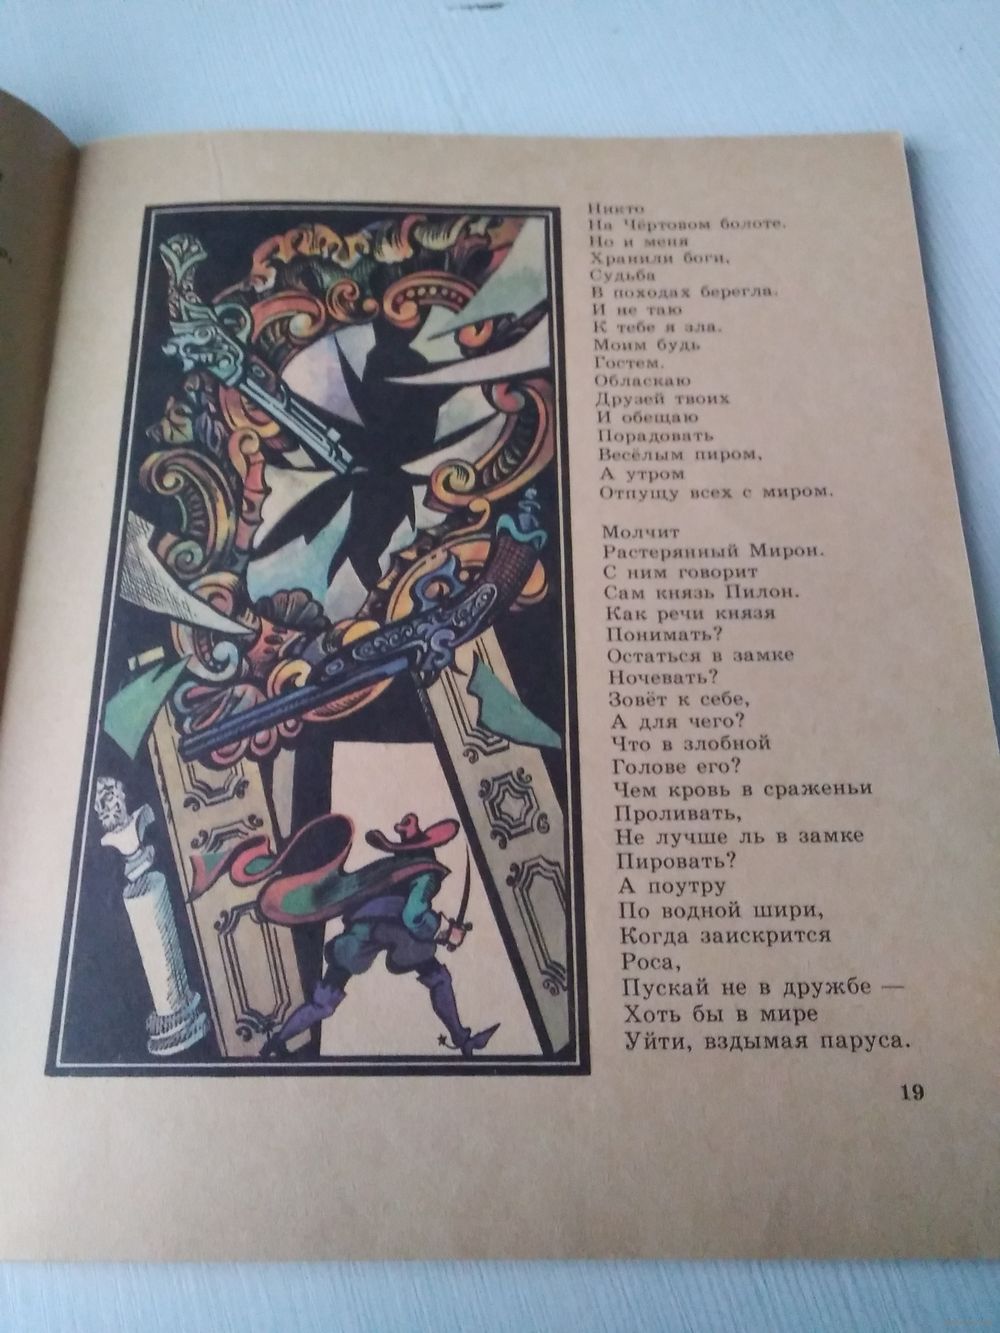 Никто
На Чёртовом болоте.
Но и меня
Хранили боги,
Судьба
В походах берегла.
И не таю
К тебе я зла.
Моим будь
Гостем.
Обласкаю
Друзей твоих
И обещаю
Порадовать
Весёлым пиром,
А утром
Отпущу всех с миром.
Молчит
Растерянный Мирон.
С ним говорит
Сам князь Пилон.
Как речи князя
Понимать?
Остаться в замке
Ночевать?
Зовёт к себе,
А для чего?
Что в злобной
Голове его?
Чем кровь в сраженьи
Проливать,
Не лучше ль в замке
Пировать?
А поутру
По водной шири,
Когда заискрится
Роса,
Пускай не в дружбе —
Хоть бы в мире
Уйти, вздымая паруса.
19